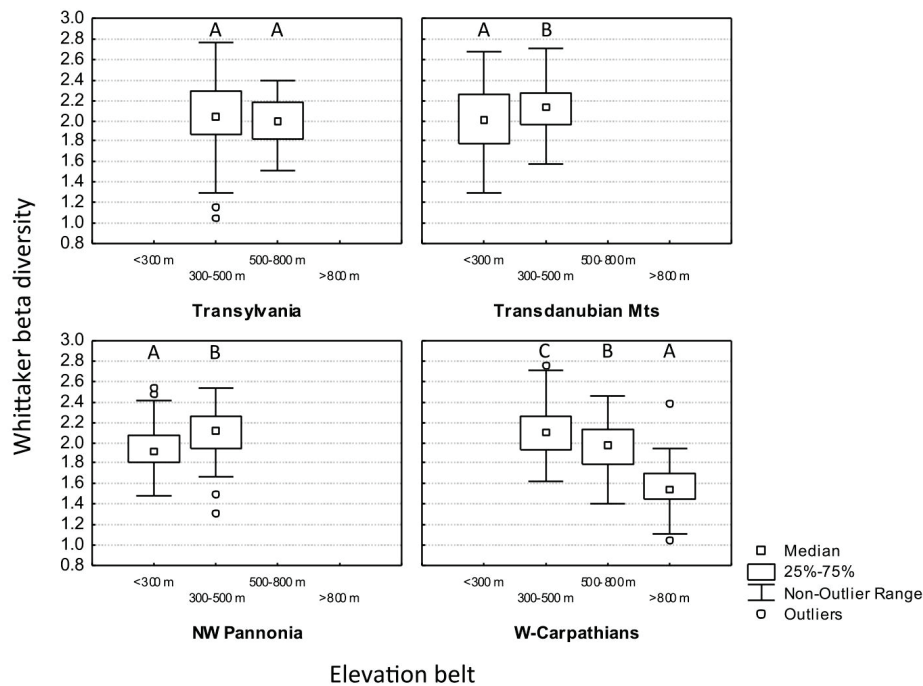 Whittaker beta diversity
3.0
2.8
2.6
2.4
2.2
2.0
1.8
1.6
1.4
1.2
1.0
0.8
A A
<300 m 500-800 m
300-500 m >800 m
Transylvania
A B
<300 m 500-800 m
300-500 m >800 m
Transdanubian Mts
3.0
2.8
2.6
2.4
2.2
2.0
1.8
1.6
1.4
1.2
1.0
0.8
A B
<300 m 500-800 m
300-500 m >800 m
NW Pannonia
C B A
<300 m 500-800 m
300-500 m >800 m
W-Carpathians
Median
25%-75%
Non-Outlier Range
Outliers
Elevation belt